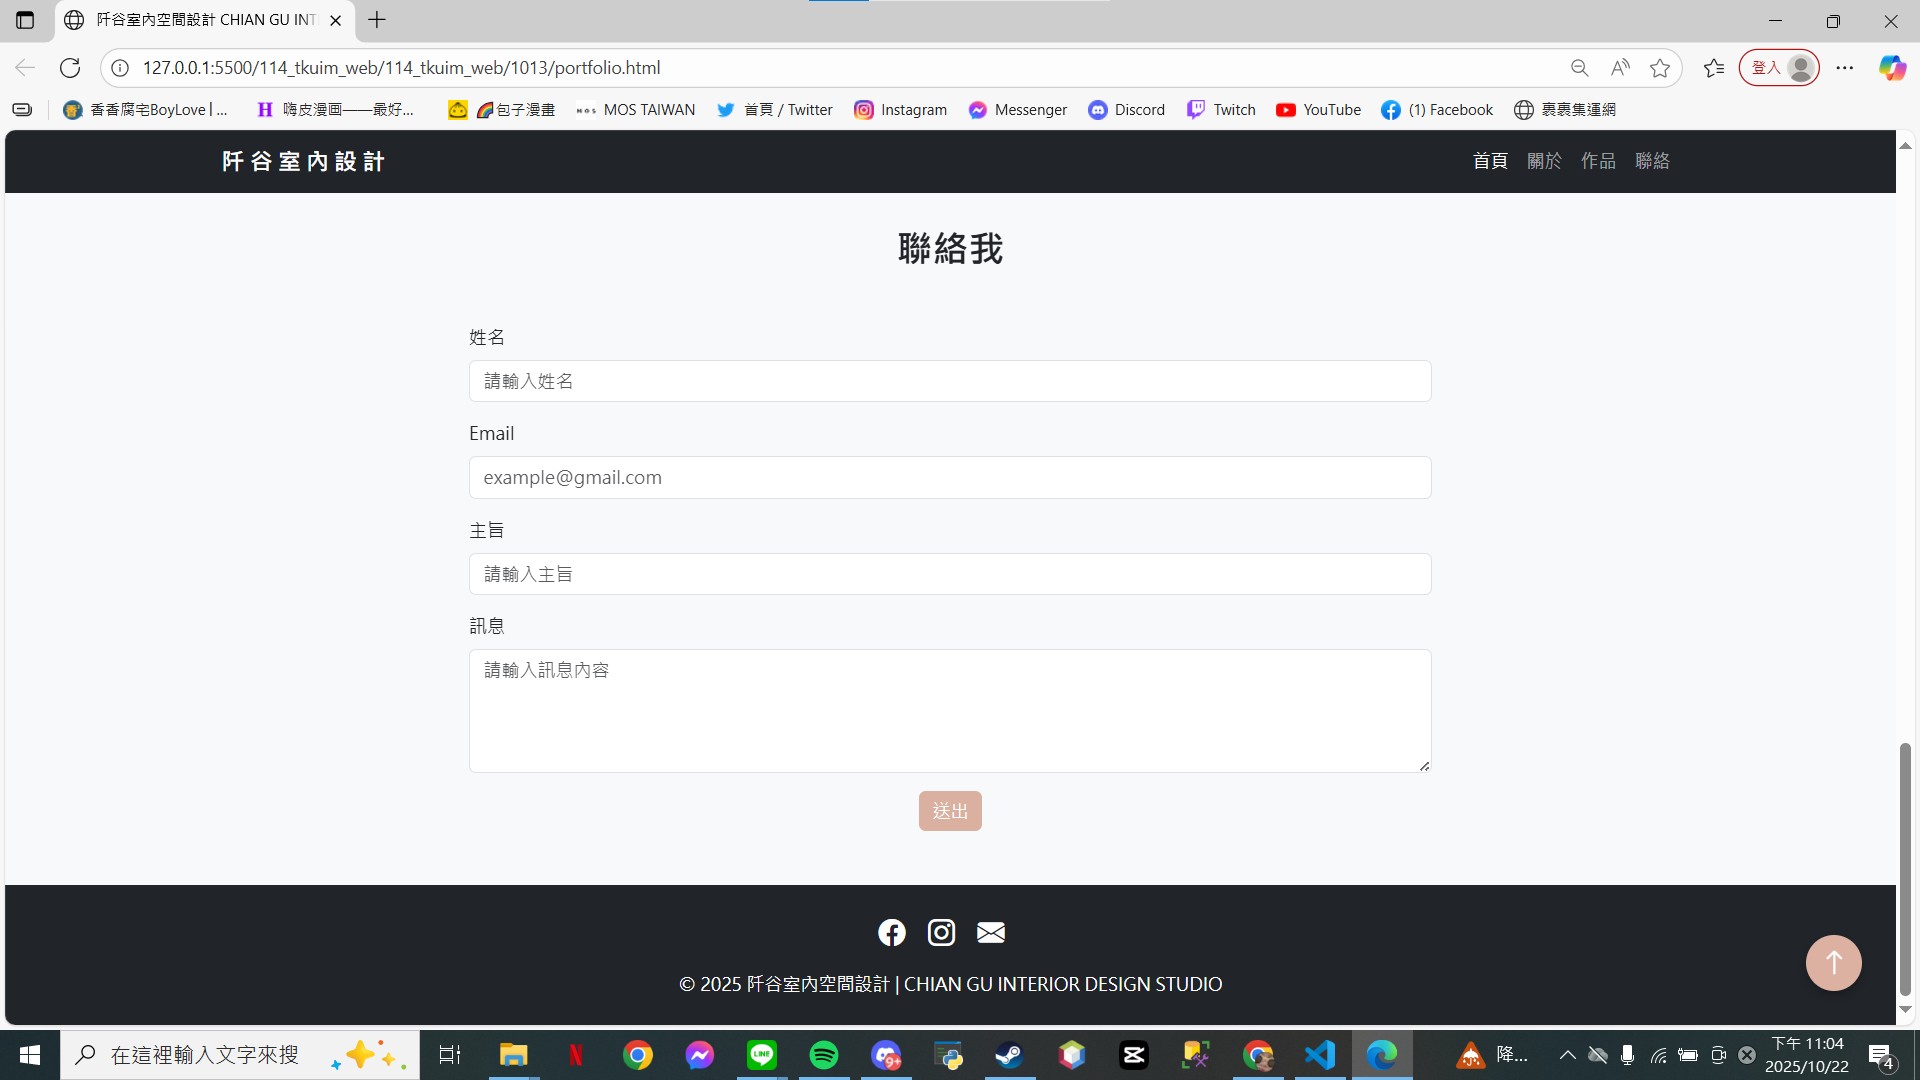 阡谷室內空間設計 CHIAN GU INT
127.0.0.1:5500/114_tkuim_web/114_tkuim_web/1013/portfolio.html
登入
香香腐宅BoyLove | ...
嗨皮漫画——最好...
🌈包子漫畫
MOS TAIWAN
首頁 / Twitter
Instagram
Messenger
Discord
Twitch
YouTube
(1) Facebook
裹裹集運網
阡谷室內設計
首頁 關於 作品 聯絡
聯絡我
姓名
請輸入姓名
Email
example@gmail.com
主旨
請輸入主旨
訊息
請輸入訊息內容
送出
© 2025 阡谷室內空間設計 | CHIAN GU INTERIOR DESIGN STUDIO
在這裡輸入文字來搜
LINE
9+
降...
下午 11:04
2025/10/22
4